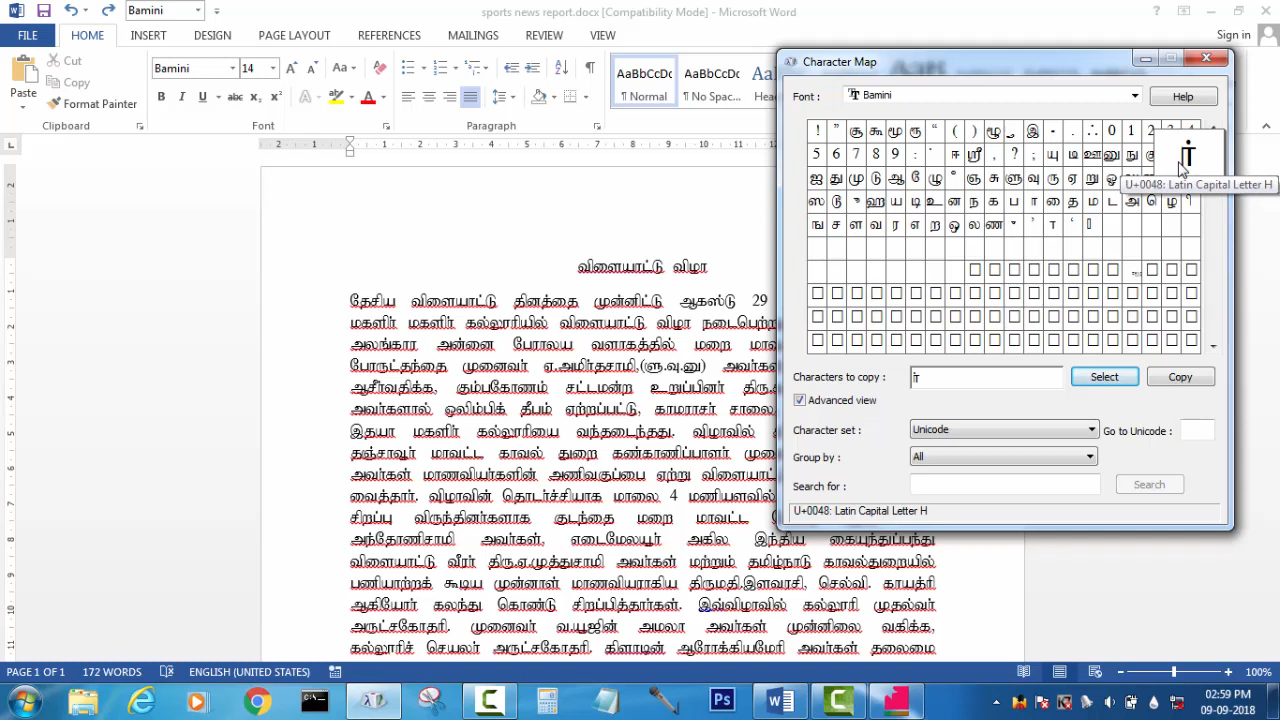 Bamini
sports news report.docx [Compatibility Mode] - Microsoft Word
FILE HOME INSERT DESIGN PAGE LAYOUT REFERENCES MAILINGS REVIEW VIEW Sign in
Paste
Cut
Copy
Format Painter
Clipboard
Bamini 14
Font
Paragraph
AaBbCcDc AaBbCcDc
¶ Normal ¶ No Spac...
Character Map
Font : Bamini Help
U+0048: Latin Capital Letter H
Characters to copy : ர் Select Copy
Advanced view
Character set : Unicode Go to Unicode :
Group by : All
Search for : Search
U+0048: Latin Capital Letter H
விளையாட்டு விழா
தேசிய விளையாட்டு தினத்தை முன்னிட்டு ஆகஸ்டு 29
மகளிர் மகளிர் கல்லூரியில் விளையாட்டு விழா நடைபெற்ற
அலங்கார அன்னை பேராலய வளாகத்தில் மறை
பேரருட்தந்தை முனைவர் ஏ.அமிர்தசாமி,(ளு.வு.னு)
ஆசீர்வதிக்க, கும்பகோணம் சட்டமன்ற உறுப்பினர் திரு.
அவர்களால் ஒலிம்பிக் தீபம் ஏற்றப்பட்டு, காமராசர் சாலை
இதயா மகளிர் கல்லூரியை வந்தடைந்தது. விழாவில்
தஞ்சாவூர் மாவட்ட காவல் துறை கண்காணிப்பாளர்
அவர்கள் மாணவியர்களின் அணிவகுப்பை ஏற்று
வைத்தார். விழாவின் தொடர்ச்சியாக மாலை 4 மணியளவில்
சிறப்பு விருந்தினர்களாக குடந்தை மறை மாவட்ட
அந்தோணிசாமி அவர்கள், எடைமேலயூர் அகில இந்திய கையுந்துப்பந்து
விளையாட்டு வீரர் திரு.ஏ.முத்துசாமி அவர்கள் மற்றும் தமிழ்நாடு காவல்துறையில்
பணியாற்றக் கூடிய முன்னாள் மாணவியராகிய திருமதி.இளவரசி, செல்வி. காயத்ரி
ஆகியோர் கலந்து கொண்டு சிறப்பித்தார்கள். இவ்விழாவில் கல்லூரி முதல்வர்
அருட்சகோதரி. முனைவர் வ.யூஜின் அமலா அவர்கள் முன்னிலை வகிக்க,
கல்லூரிச் செயலர் அருட்சகோதரி. கிளாடின் ஆரோக்கியமேரி அவர்கள் தலைமை
PAGE 1 OF 1 172 WORDS ENGLISH (UNITED STATES) 100%
02:59 PM
09-09-2018